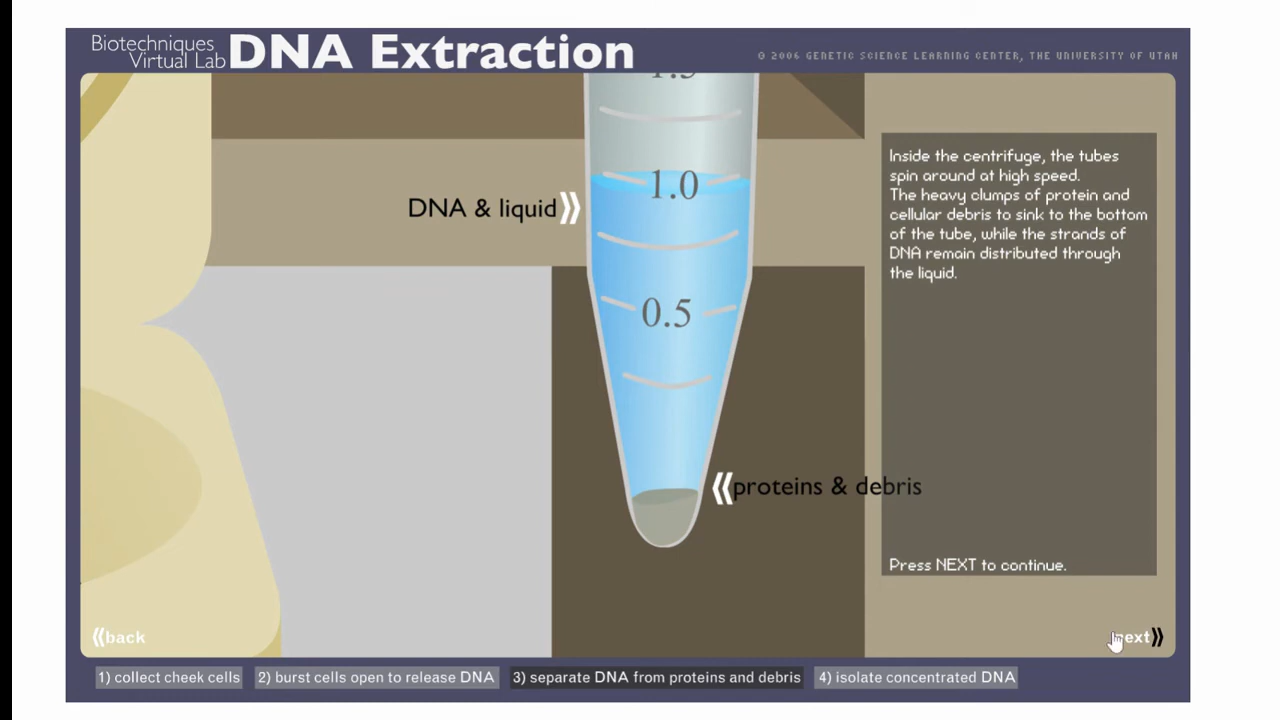 Biotechniques
Virtual Lab
DNA Extraction
© 2006 GENETIC SCIENCE LEARNING CENTER, THE UNIVERSITY OF UTAH
1.5
1.0
DNA & liquid
0.5
proteins & debris
Inside the centrifuge, the tubes
spin around at high speed.
The heavy clumps of protein and
cellular debris to sink to the bottom
of the tube, while the strands of
DNA remain distributed through
the liquid.
Press NEXT to continue.
back
next
1) collect cheek cells
2) burst cells open to release DNA
3) separate DNA from proteins and debris
4) isolate concentrated DNA